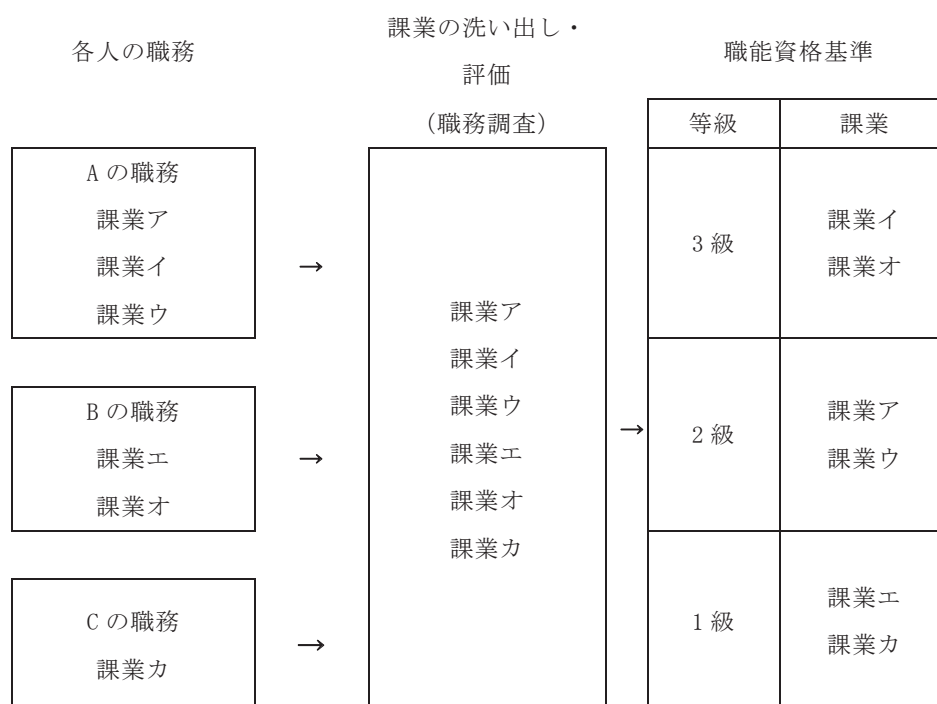 各人の職務
課業の洗い出し・
評価
(職務調査)
職能資格基準
Aの職務
課業ア
課業イ
課業ウ
→
Bの職務
課業エ
課業オ
→
Cの職務
課業カ
→
課業ア
課業イ
課業ウ
課業エ
課業オ
課業カ
→
等級 課業
3級
課業イ
課業オ
2級
課業ア
課業ウ
1級
課業エ
課業カ